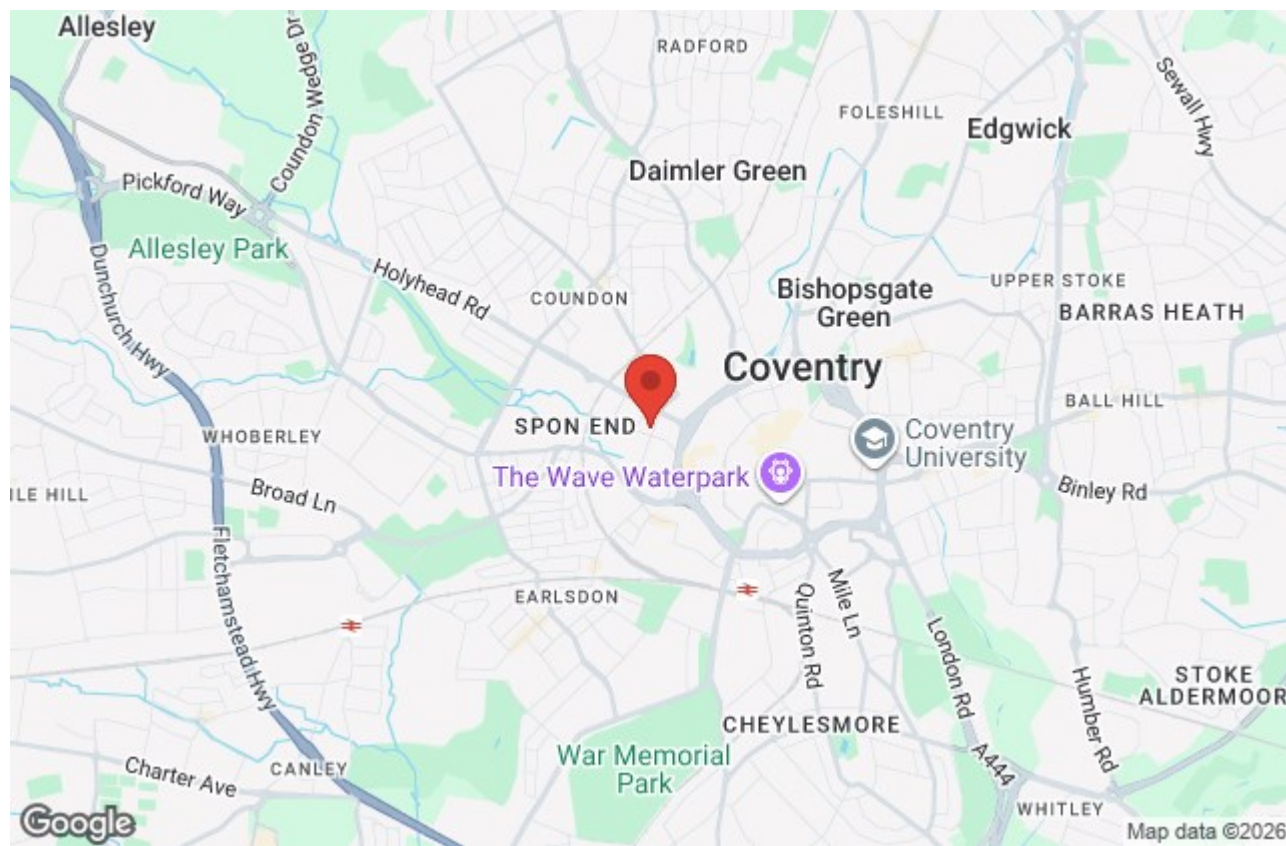 Allesley
Coundon Wedge Dr
RADFORD
Sewall Hwy
FOLESHILL
Edgwick
Daimler Green
Pickford Way
Allesley Park
Dunchurch Hwy
Holyhead Rd
COUNDON
Bishopsgate
Green
UPPER STOKE
BARRAS HEATH
Coventry
BALL HILL
SPON END
WHOBERLEY
Coventry
University
The Wave Waterpark
ILE HILL
Broad Ln
Binley Rd
Fletchamstead Hwy
EARLSDON
Mile Ln
Quinton Rd
London Rd
Humber Rd
STOKE
ALDERMOOR
CHEYLESMORE
War Memorial
Park
A444
CANLEY
Charter Ave
WHITLEY
Google
Map data ©2026